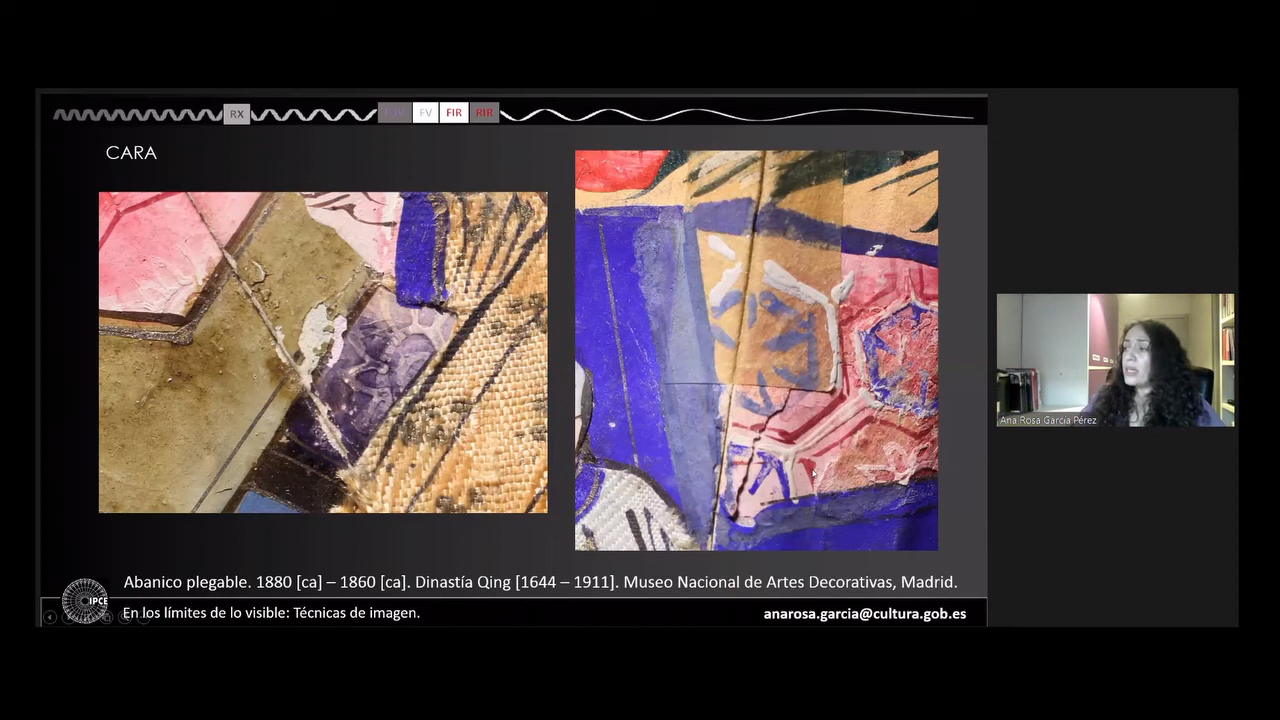 RX
FV
FIR
RIR
CARA
Ana Rosa García Pérez
Abanico plegable. 1880 [ca] – 1860 [ca]. Dinastía Qing [1644 – 1911]. Museo Nacional de Artes Decorativas, Madrid.
IPCE
En los límites de lo visible: Técnicas de imagen.
anarosa.garcia@cultura.gob.es